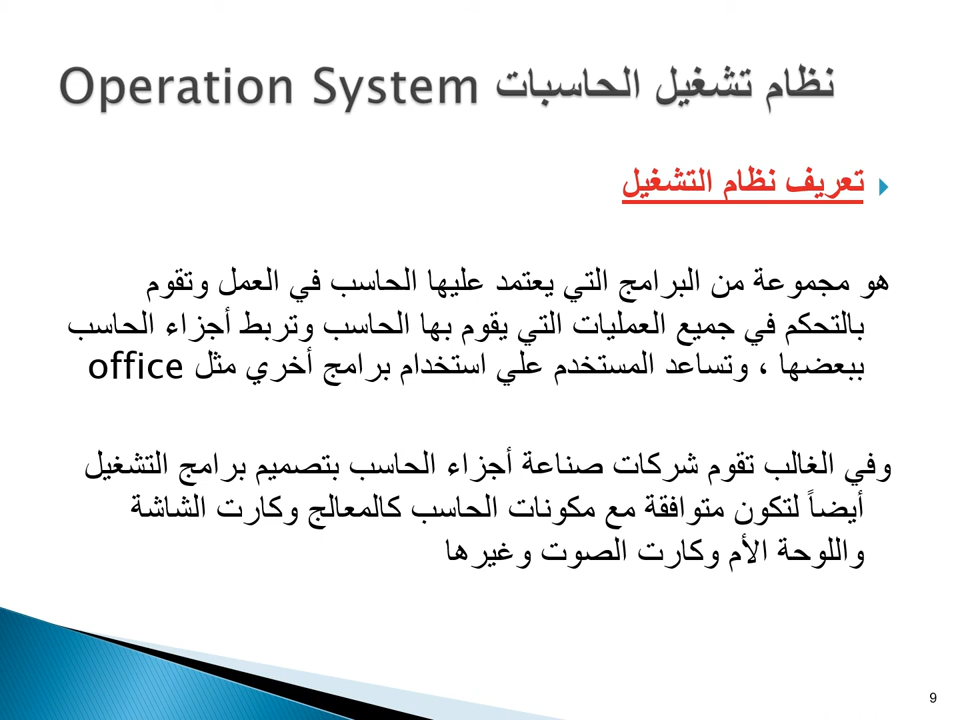 نظام تشغيل الحاسبات Operation System
تعريف نظام التشغيل
هو مجموعة من البرامج التي يعتمد عليها الحاسب في العمل وتقوم
بالتحكم في جميع العمليات التي يقوم بها الحاسب وتربط أجزاء الحاسب
ببعضها ، وتساعد المستخدم علي استخدام برامج أخري مثل office
وفي الغالب تقوم شركات صناعة أجزاء الحاسب بتصميم برامج التشغيل
أيضاً لتكون متوافقة مع مكونات الحاسب كالمعالج وكارت الشاشة
واللوحة الأم وكارت الصوت وغيرها
9